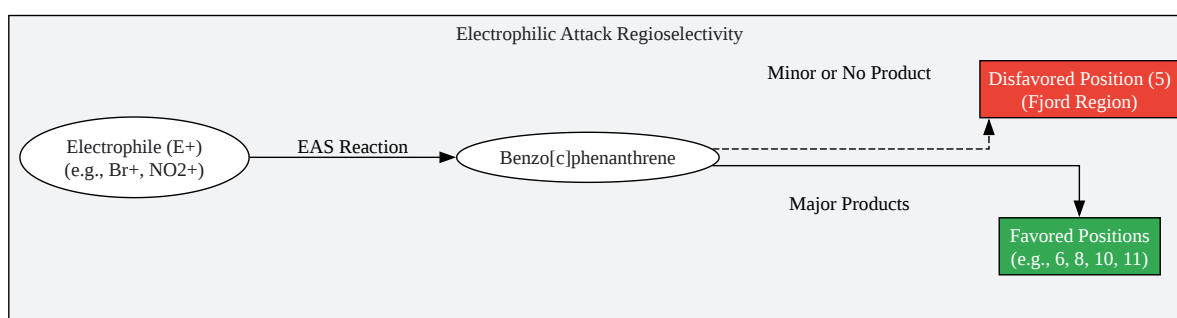 Electrophilic Attack Regioselectivity
Minor or No Product
Disfavored Position (5)
(Fjord Region)
Electrophile (E+)
(e.g., Br+, NO2+)
EAS Reaction
Benzo[c]phenanthrene
Major Products
Favored Positions
(e.g., 6, 8, 10, 11)